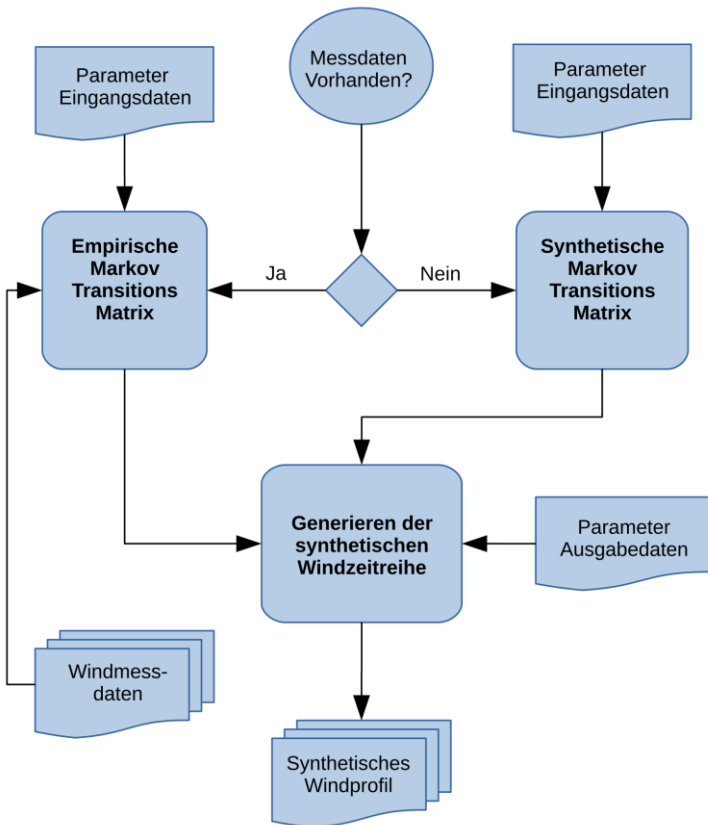 Parameter
Eingangsdaten
Messdaten
Vorhanden?
Parameter
Eingangsdaten
Empirische
Markov
Transitions
Matrix
Ja
Nein
Synthetische
Markov
Transitions
Matrix
Generieren der
synthetischen
Windzeitreihe
Parameter
Ausgabedaten
Windmess-
daten
Synthetisches
Windprofil